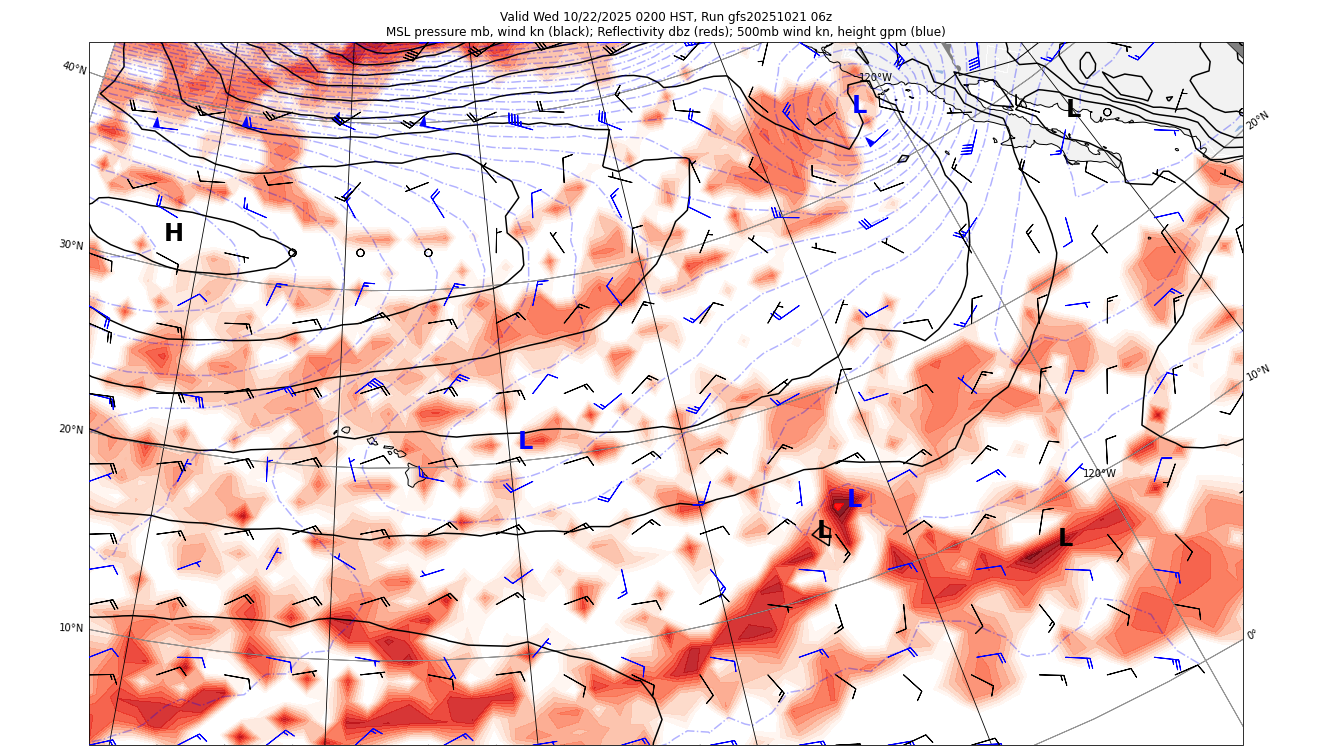 Valid Wed 10/22/2025 0200 HST, Run gfs20251021 06z
MSL pressure mb, wind kn (black); Reflectivity dbz (reds); 500mb wind kn, height gpm (blue)
40°N
120°W
L
L
20°N
H
30°N
10°N
20°N
L
120°W
L
L
L
10°N
0°